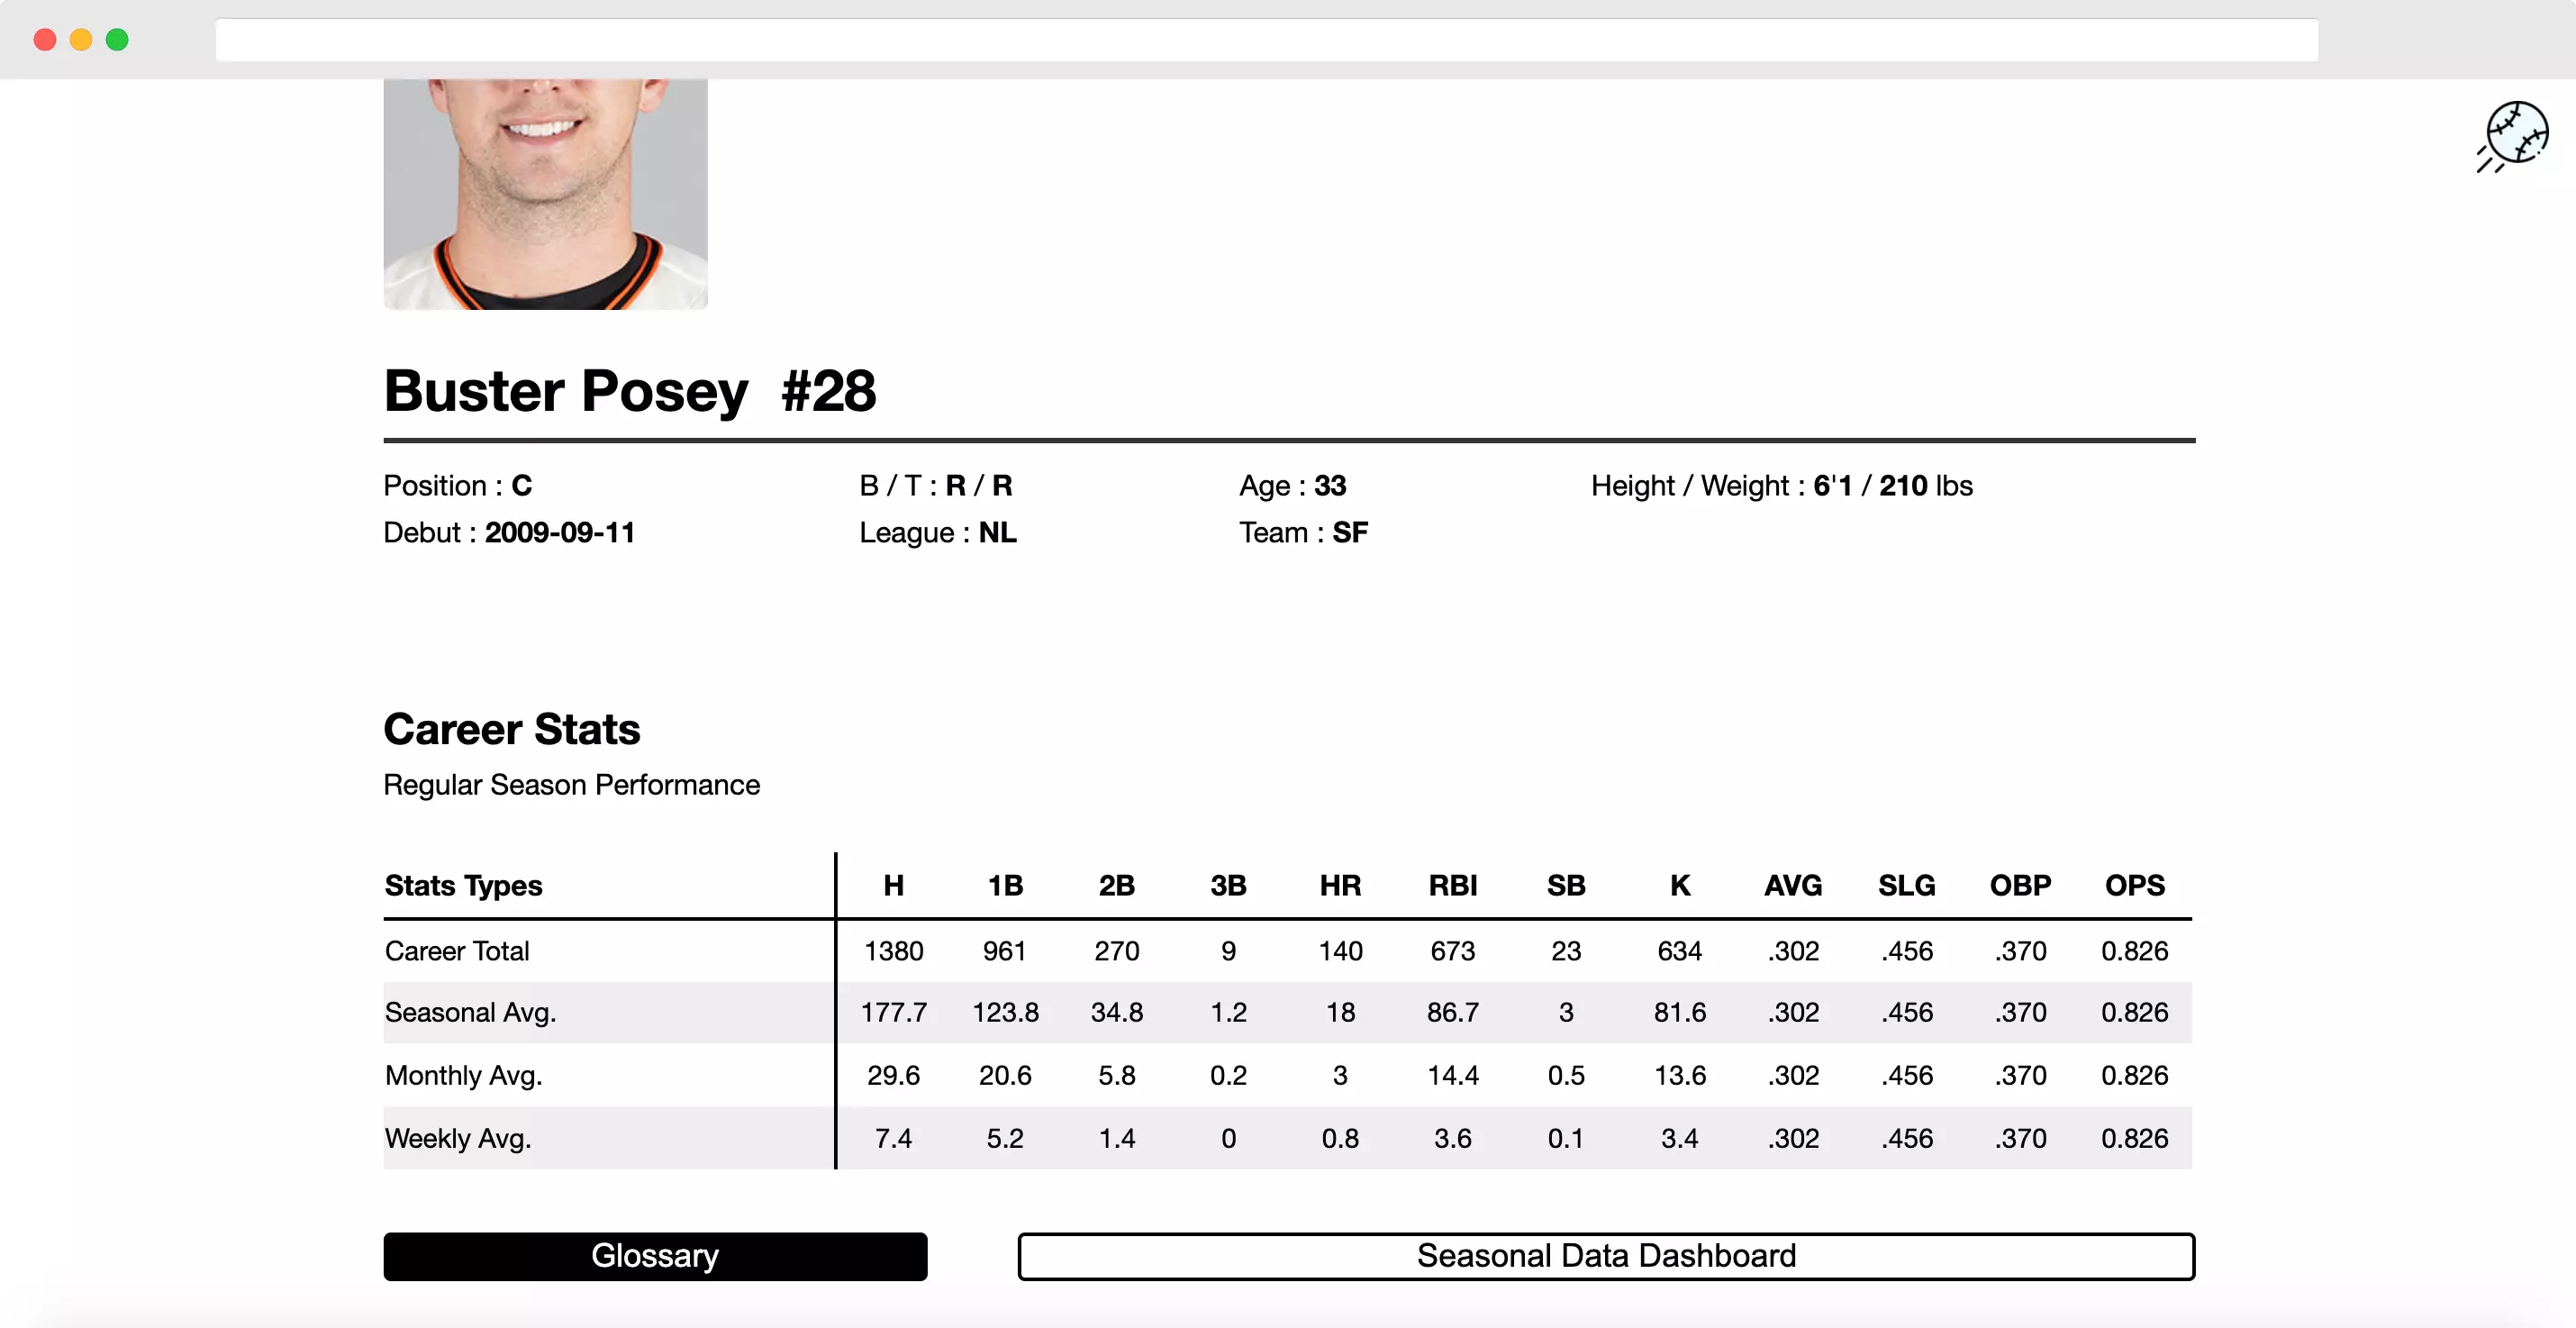 Buster Posey #28
Position : C B / T : R / R Age : 33 Height / Weight : 6'1 / 210 lbs
Debut : 2009-09-11 League : NL Team : SF
Career Stats
Regular Season Performance
Stats Types H 1B 2B 3B HR RBI SB K AVG SLG OBP OPS
Career Total 1380 961 270 9 140 673 23 634 .302 .456 .370 0.826
Seasonal Avg. 177.7 123.8 34.8 1.2 18 86.7 3 81.6 .302 .456 .370 0.826
Monthly Avg. 29.6 20.6 5.8 0.2 3 14.4 0.5 13.6 .302 .456 .370 0.826
Weekly Avg. 7.4 5.2 1.4 0 0.8 3.6 0.1 3.4 .302 .456 .370 0.826
Glossary Seasonal Data Dashboard